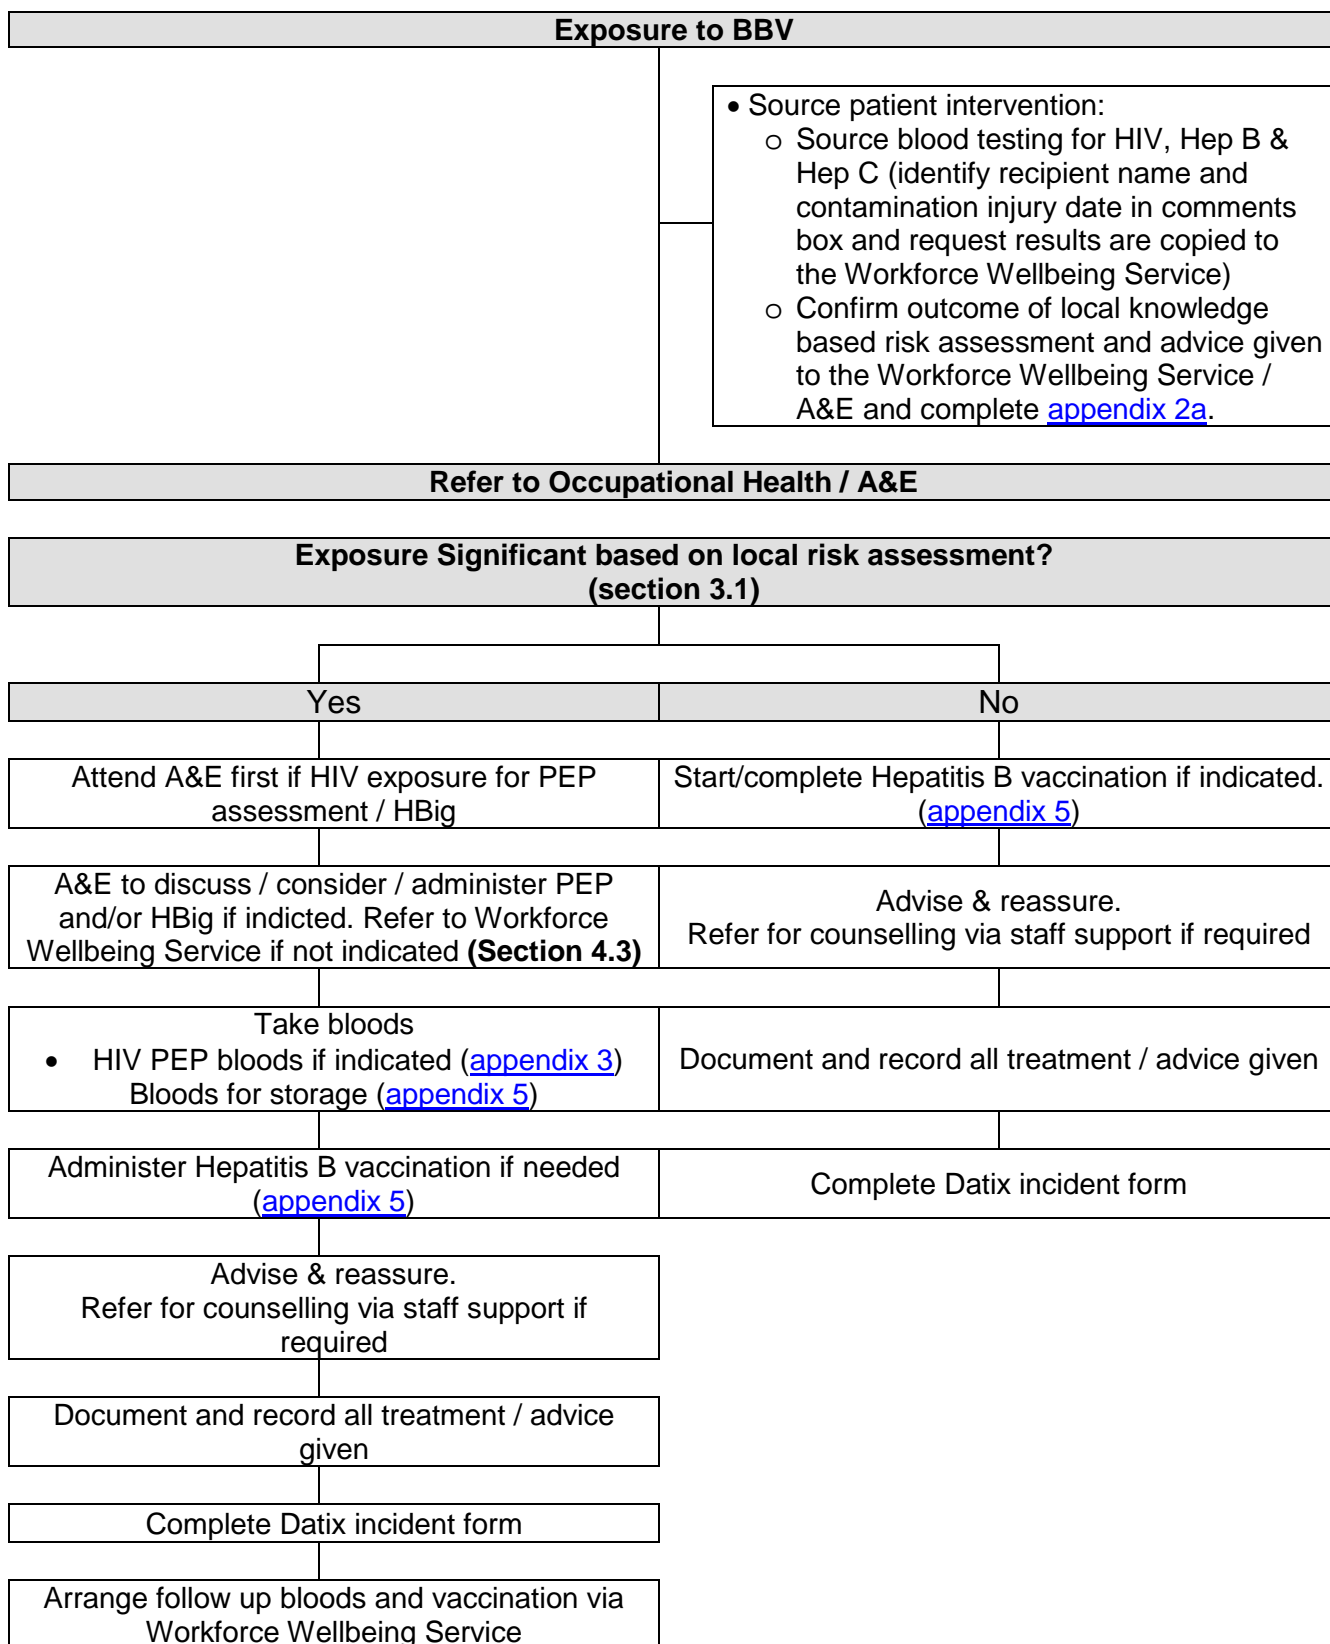 Exposure to BBV
• Source patient intervention:
o Source blood testing for HIV, Hep B &
Hep C (identify recipient name and
contamination injury date in comments
box and request results are copied to
the Workforce Wellbeing Service)
o Confirm outcome of local knowledge
based risk assessment and advice given
to the Workforce Wellbeing Service /
A&E and complete appendix 2a.
Refer to Occupational Health / A&E
Exposure Significant based on local risk assessment?
(section 3.1)
Yes
No
Attend A&E first if HIV exposure for PEP
assessment / HBig
Start/complete Hepatitis B vaccination if indicated.
(appendix 5)
A&E to discuss / consider / administer PEP
and/or HBig if indicted. Refer to Workforce
Wellbeing Service if not indicated (Section 4.3)
Advise & reassure.
Refer for counselling via staff support if required
Take bloods
• HIV PEP bloods if indicated (appendix 3)
Bloods for storage (appendix 5)
Document and record all treatment / advice given
Administer Hepatitis B vaccination if needed
(appendix 5)
Complete Datix incident form
Advise & reassure.
Refer for counselling via staff support if
required
Document and record all treatment / advice
given
Complete Datix incident form
Arrange follow up bloods and vaccination via
Workforce Wellbeing Service